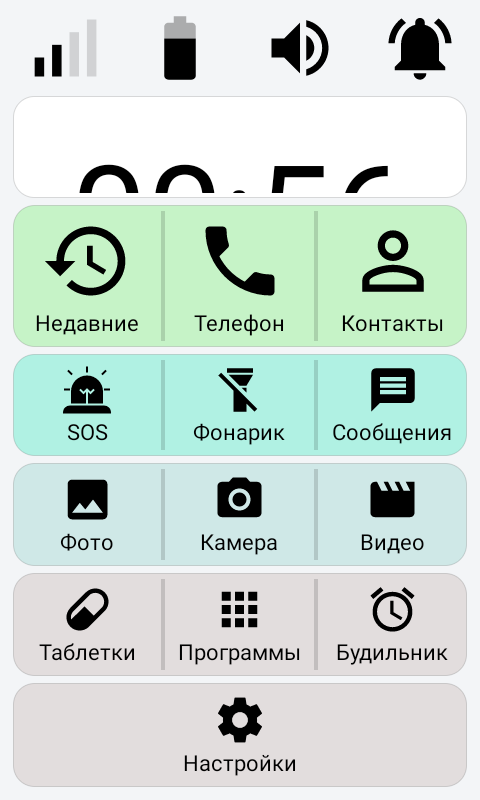 Недавние Телефон Контакты
SOS Фонарик Сообщения
Фото Камера Видео
Таблетки Программы Будильник
Настройки